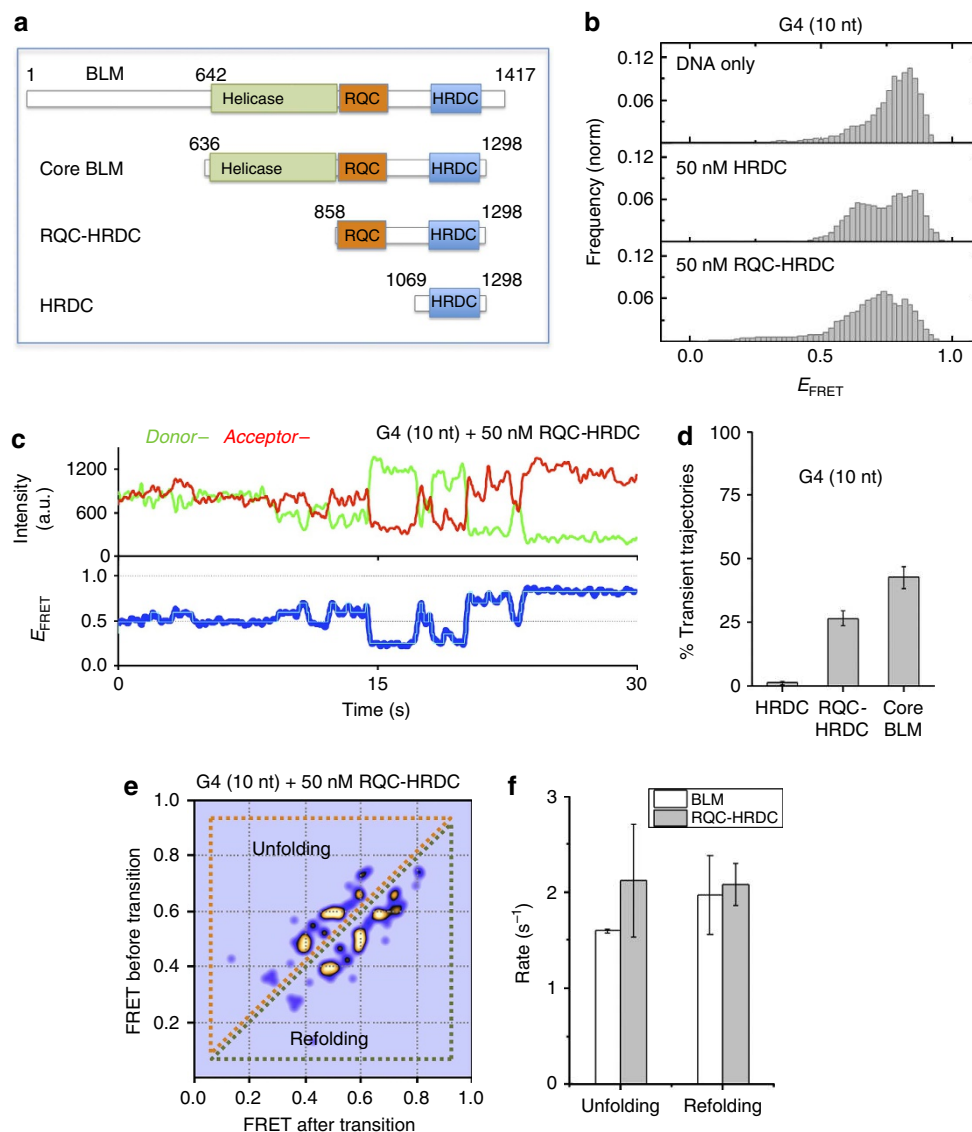 a
1 BLM 642 1417
Helicase RQC HRDC
636 1298
Core BLM Helicase RQC HRDC
858 1298
RQC-HRDC RQC HRDC
1069 1298
HRDC HRDC
b
G4 (10 nt)
0.12 DNA only
0.06
0.12 50 nM HRDC
0.06
0.12 50 nM RQC-HRDC
0.06
Frequency (norm)
0.0 0.5 1.0
EFRET
c
Donor– Acceptor– G4 (10 nt) + 50 nM RQC-HRDC
1200
600
0
Intensity
(a.u.)
1.0
0.5
0.0
EFRET
0 15 30
Time (s)
d
100
75
50
25
0
% Transient trajectories
G4 (10 nt)
HRDC RQC-
HRDC Core
BLM
e
G4 (10 nt) + 50 nM RQC-HRDC
1.0
0.8
0.6
0.4
0.2
FRET before transition
Unfolding
Refolding
0.0 0.2 0.4 0.6 0.8 1.0
FRET after transition
f
BLM
RQC-HRDC
3
2
1
0
Rate (s⁻¹)
Unfolding Refolding